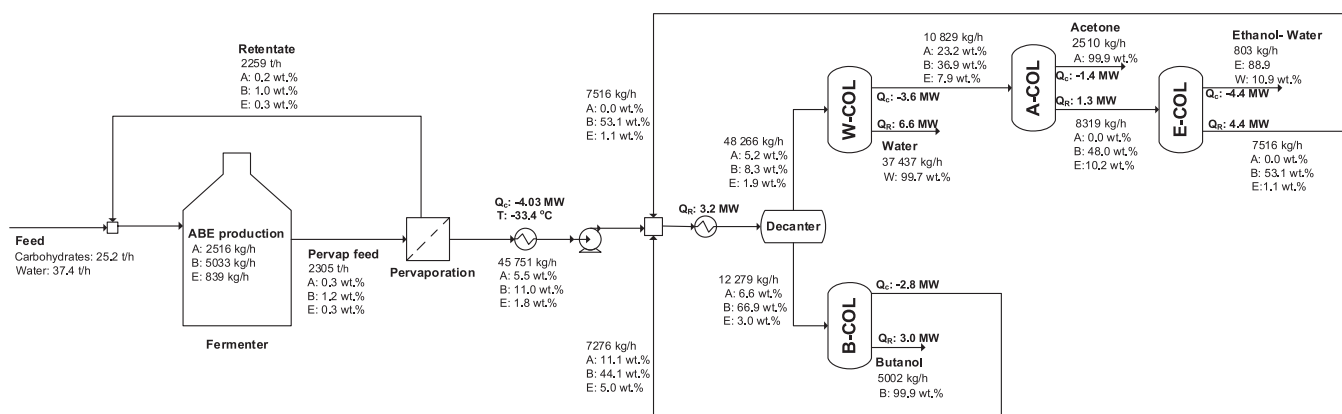 Retentate
2259 t/h
A: 0.2 wt.%
B: 1.0 wt.%
E: 0.3 wt.%
Feed
Carbohydrates: 25.2 t/h
Water: 37.4 t/h
ABE production
A: 2516 kg/h
B: 5033 kg/h
E: 839 kg/h
Fermenter
Pervap feed
2305 t/h
A: 0.3 wt.%
B: 1.2 wt.%
E: 0.3 wt.%
Pervaporation
Qc: -4.03 MW
T: -33.4 °C
45 751 kg/h
A: 5.5 wt.%
B: 11.0 wt.%
E: 1.8 wt.%
7516 kg/h
A: 0.0 wt.%
B: 53.1 wt.%
E: 1.1 wt.%
7276 kg/h
A: 11.1 wt.%
B: 44.1 wt.%
E: 5.0 wt.%
QR: 3.2 MW
Decanter
48 266 kg/h
A: 5.2 wt.%
B: 8.3 wt.%
E: 1.9 wt.%
12 279 kg/h
A: 6.6 wt.%
B: 66.9 wt.%
E: 3.0 wt.%
W-COL
Qc: -3.6 MW
QR: 6.6 MW
Water
37 437 kg/h
W: 99.7 wt.%
10 829 kg/h
A: 23.2 wt.%
B: 36.9 wt.%
E: 7.9 wt.%
B-COL
Qc: -2.8 MW
QR: 3.0 MW
Butanol
5002 kg/h
B: 99.9 wt.%
A-COL
Acetone
2510 kg/h
A: 99.9 wt.%
Qc: -1.4 MW
QR: 1.3 MW
8319 kg/h
A: 0.0 wt.%
B: 48.0 wt.%
E:10.2 wt.%
E-COL
Ethanol- Water
803 kg/h
E: 88.9
W: 10.9 wt.%
Qc: -4.4 MW
QR: 4.4 MW
7516 kg/h
A: 0.0 wt.%
B: 53.1 wt.%
E: 1.1 wt.%